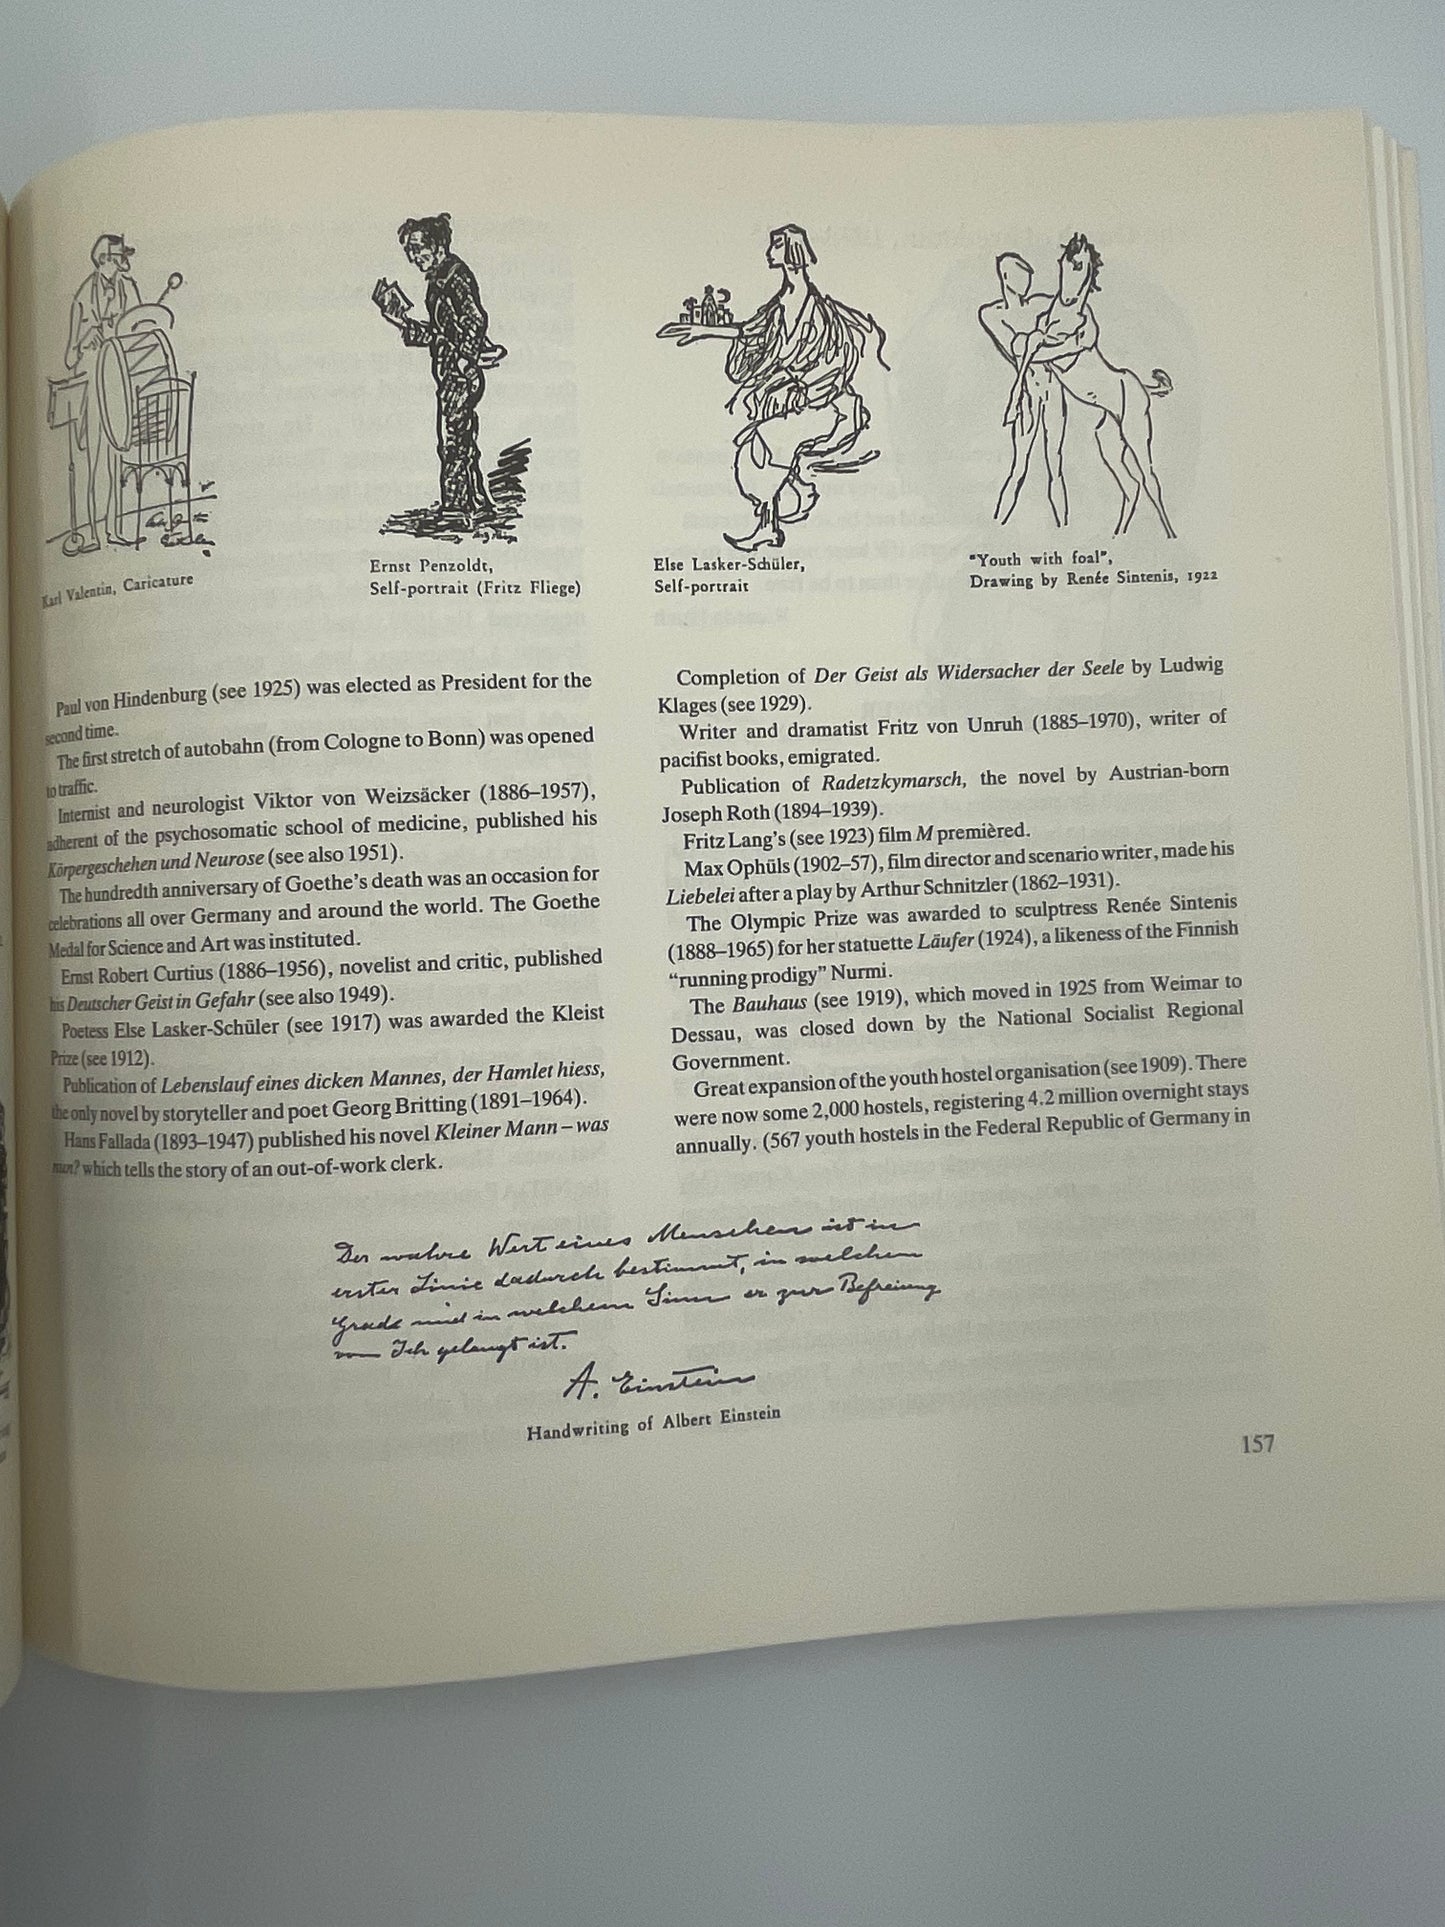 Karl Valentin, Caricature
Ernst Penzoldt,
Self-portrait (Fritz Fliege)
Else Lasker-Schüler,
Self-portrait
"Youth with foal",
Drawing by Renée Sintenis, 1922
Paul von Hindenburg (see 1925) was elected as President for the
second time.
The first stretch of autobahn (from Cologne to Bonn) was opened
to traffic.
Internist and neurologist Viktor von Weizsäcker (1886–1957),
adherent of the psychosomatic school of medicine, published his
Körpergeschehen und Neurose (see also 1951).
The hundredth anniversary of Goethe's death was an occasion for
celebrations all over Germany and around the world. The Goethe
Medal for Science and Art was instituted.
Ernst Robert Curtius (1886–1956), novelist and critic, published
his Deutscher Geist in Gefahr (see also 1949).
Poetess Else Lasker-Schüler (see 1917) was awarded the Kleist
Prize (see 1912).
Publication of Lebenslauf eines dicken Mannes, der Hamlet hiess,
the only novel by storyteller and poet Georg Britting (1891–1964).
Hans Fallada (1893–1947) published his novel Kleiner Mann – was
nun? which tells the story of an out-of-work clerk.
Completion of Der Geist als Widersacher der Seele by Ludwig
Klages (see 1929).
Writer and dramatist Fritz von Unruh (1885–1970), writer of
pacifist books, emigrated.
Publication of Radetzkymarsch, the novel by Austrian-born
Joseph Roth (1894–1939).
Fritz Lang's (see 1923) film M premièred.
Max Ophüls (1902–57), film director and scenario writer, made his
Liebelei after a play by Arthur Schnitzler (1862–1931).
The Olympic Prize was awarded to sculptress Renée Sintenis
(1888–1965) for her statuette Läufer (1924), a likeness of the Finnish
"running prodigy" Nurmi.
The Bauhaus (see 1919), which moved in 1925 from Weimar to
Dessau, was closed down by the National Socialist Regional
Government.
Great expansion of the youth hostel organisation (see 1909). There
were now some 2,000 hostels, registering 4.2 million overnight stays
annually. (567 youth hostels in the Federal Republic of Germany in
Der wahre Wert eines Menschen ist in
erster Linie dadurch bestimmt, in welchem
Grad und in welchem Sinn er zur Befreiung
vom Ich gelangt ist.
A. Einstein
Handwriting of Albert Einstein
157